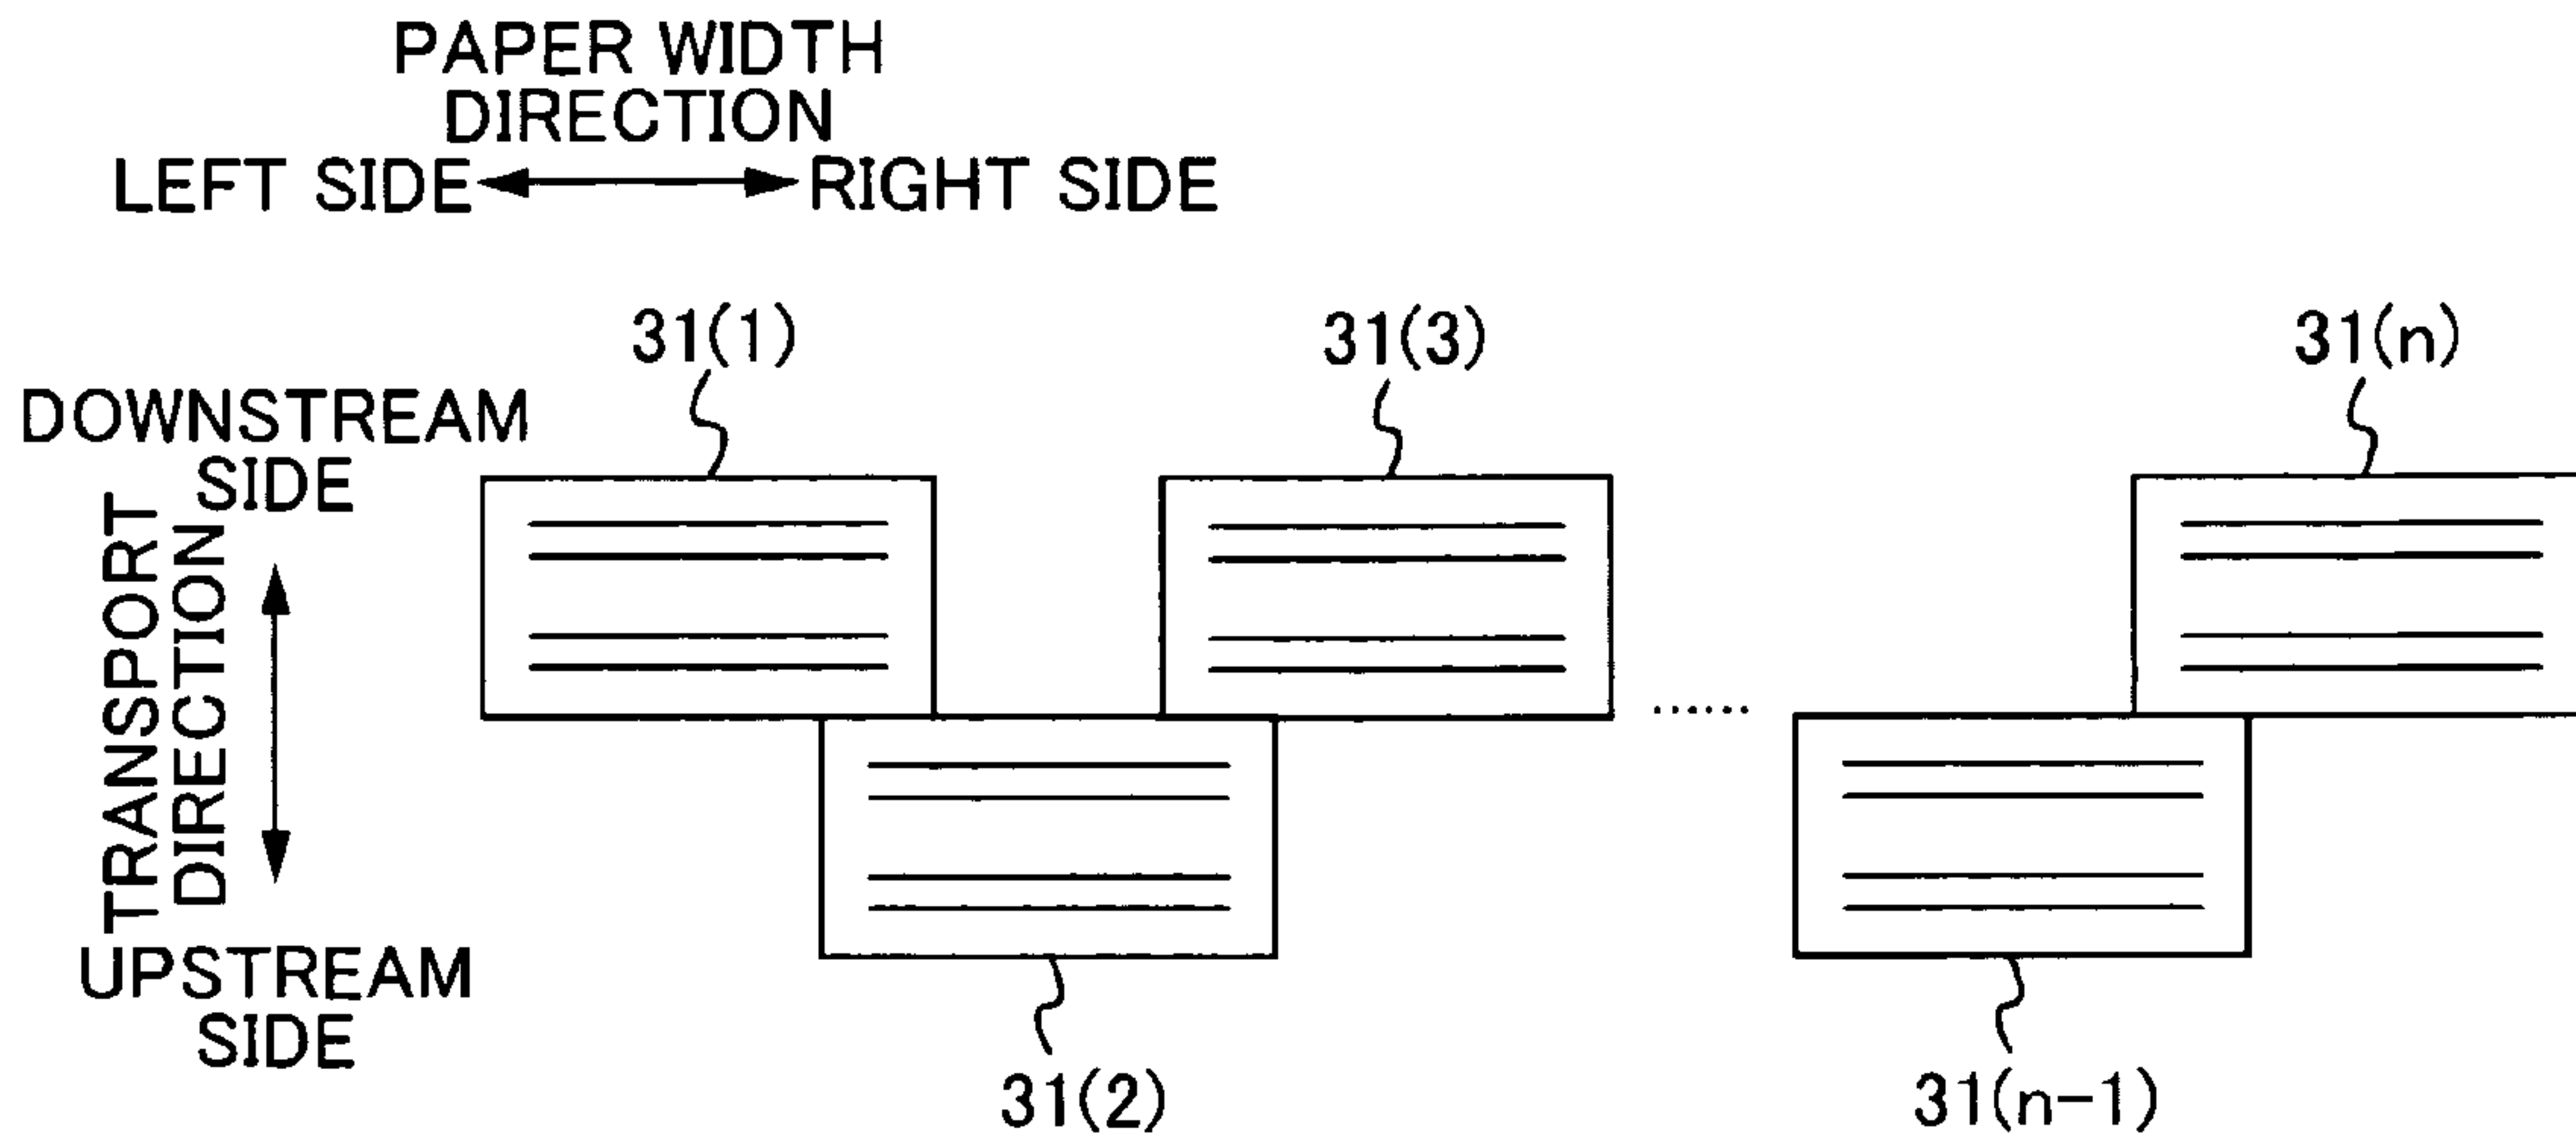 PAPER WIDTH
DIRECTION
LEFT SIDE
RIGHT SIDE
31(1)
31(3)
31(n)
DOWNSTREAM
SIDE
TRANSPORT
DIRECTION
UPSTREAM
SIDE
31(2)
31(n-1)